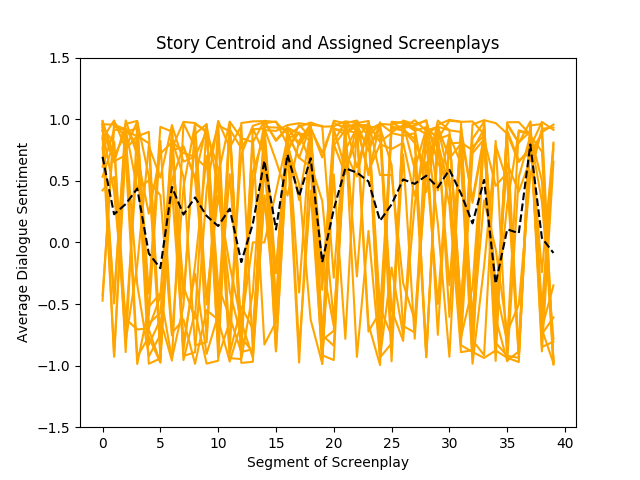 Story Centroid and Assigned Screenplays
Average Dialogue Sentiment
1.5
1.0
0.5
0.0
−0.5
−1.0
−1.5
0 5 10 15 20 25 30 35 40
Segment of Screenplay